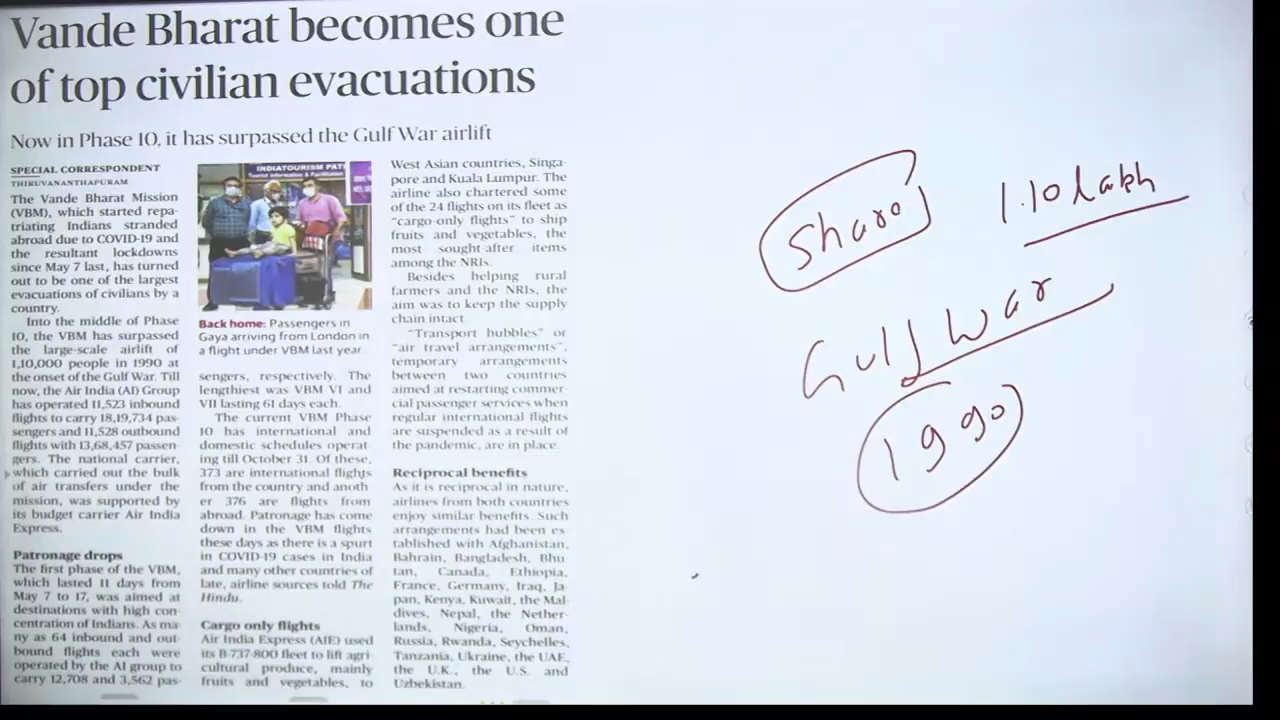 Vande Bharat becomes one
of top civilian evacuations
Now in Phase 10, it has surpassed the Gulf War airlift
SPECIAL CORRESPONDENT
THIRUVANANTHAPURAM
The Vande Bharat Mission
(VBM), which started repa-
triating Indians stranded
abroad due to COVID-19 and
the resultant lockdowns
since May 7 last, has turned
out to be one of the largest
evacuations of civilians by a
country.
Into the middle of Phase
10, the VBM has surpassed
the large-scale airlift of
1,10,000 people in 1990 at
the onset of the Gulf War. Till
now, the Air India (AI) Group
has operated 11,523 inbound
flights to carry 18,19,734 pas-
sengers and 11,528 outbound
flights with 13,68,457 passen-
gers. The national carrier,
which carried out the bulk
of air transfers under the
mission, was supported by
its budget carrier Air India
Express.
Patronage drops
The first phase of the VBM,
which lasted 11 days from
May 7 to 17, was aimed at
destinations with high con-
centration of Indians. As ma-
ny as 64 inbound and out-
bound flights each were
operated by the AI group to
carry 12,708 and 3,562 pas-
INDIATOURISM PAT
Tourist Information & Facilitation
Back home: Passengers in
Gaya arriving from London in
a flight under VBM last year.
sengers, respectively. The
lengthiest was VBM VI and
VII lasting 61 days each.
The current VBM Phase
10 has international and
domestic schedules operat-
ing till October 31. Of these,
373 are international flights
from the country and anoth-
er 376 are flights from
abroad. Patronage has come
down in the VBM flights
these days as there is a spurt
in COVID-19 cases in India
and many other countries of
late, airline sources told The
Hindu.
Cargo only flights
Air India Express (AIE) used
its B-737-800 fleet to lift agri-
cultural produce, mainly
fruits and vegetables, to
West Asian countries, Singa-
pore and Kuala Lumpur. The
airline also chartered some
of the 24 flights on its fleet as
“cargo-only flights” to ship
fruits and vegetables, the
most sought-after items
among the NRIs.
Besides helping rural
farmers and the NRIs, the
aim was to keep the supply
chain intact.
“Transport bubbles” or
“air travel arrangements”,
temporary arrangements
between two countries
aimed at restarting commer-
cial passenger services when
regular international flights
are suspended as a result of
the pandemic, are in place.
Reciprocal benefits
As it is reciprocal in nature,
airlines from both countries
enjoy similar benefits. Such
arrangements had been es-
tablished with Afghanistan,
Bahrain, Bangladesh, Bhu-
tan, Canada, Ethiopia,
France, Germany, Iraq, Ja-
pan, Kenya, Kuwait, the Mal-
dives, Nepal, the Nether-
lands, Nigeria, Oman,
Russia, Rwanda, Seychelles,
Tanzania, Ukraine, the UAE,
the U.K., the U.S. and
Uzbekistan.
1.10 lakh
Gulf War
1990